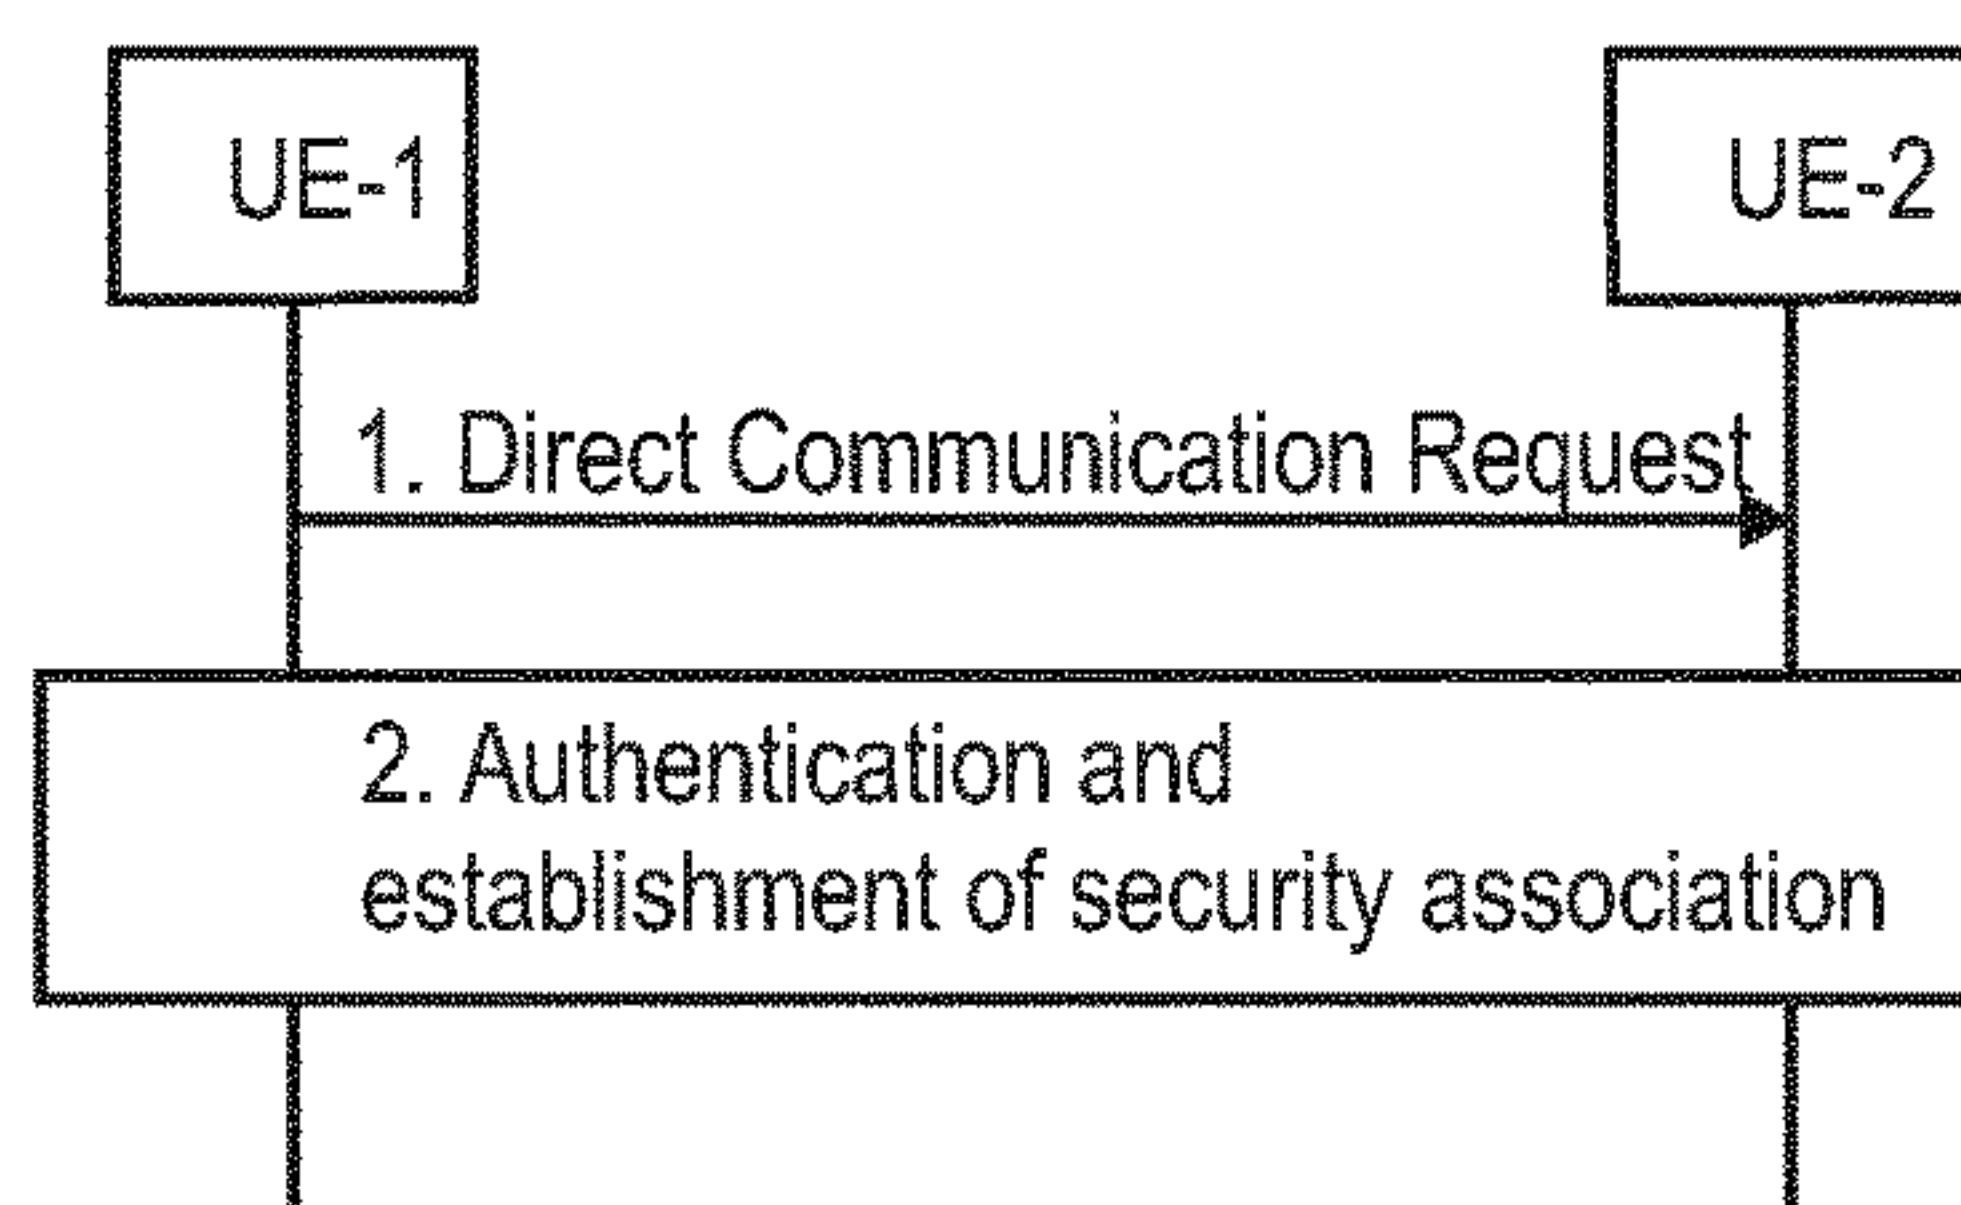 UE-1
UE-2
1. Direct Communication Request
2. Authentication and
establishment of security association